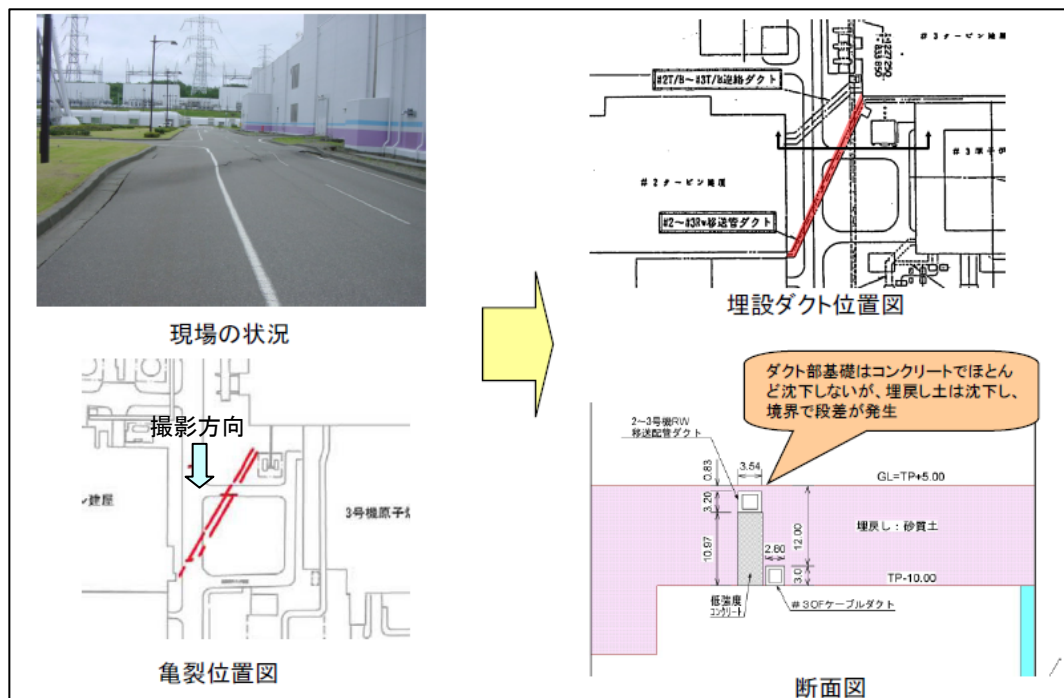 現場の状況
撮影方向
ン建屋
3号機原子炉
亀裂位置図
#2T/B~#3T/B連絡ダクト
#3タービン建屋
#2タービン建屋
#3原子炉
#2~#3Rw移送管ダクト
埋設ダクト位置図
ダクト部基礎はコンクリートでほとん
ど沈下しないが、埋戻し土は沈下し、
境界で段差が発生
2~3号機RW
移送配管ダクト
3.54
0.83
GL=TP+5.00
3.20
埋戻し:砂質土
12.00
10.97
2.80
3.0
TP-10.00
低強度
コンクリート
#3OFケーブルダクト
断面図